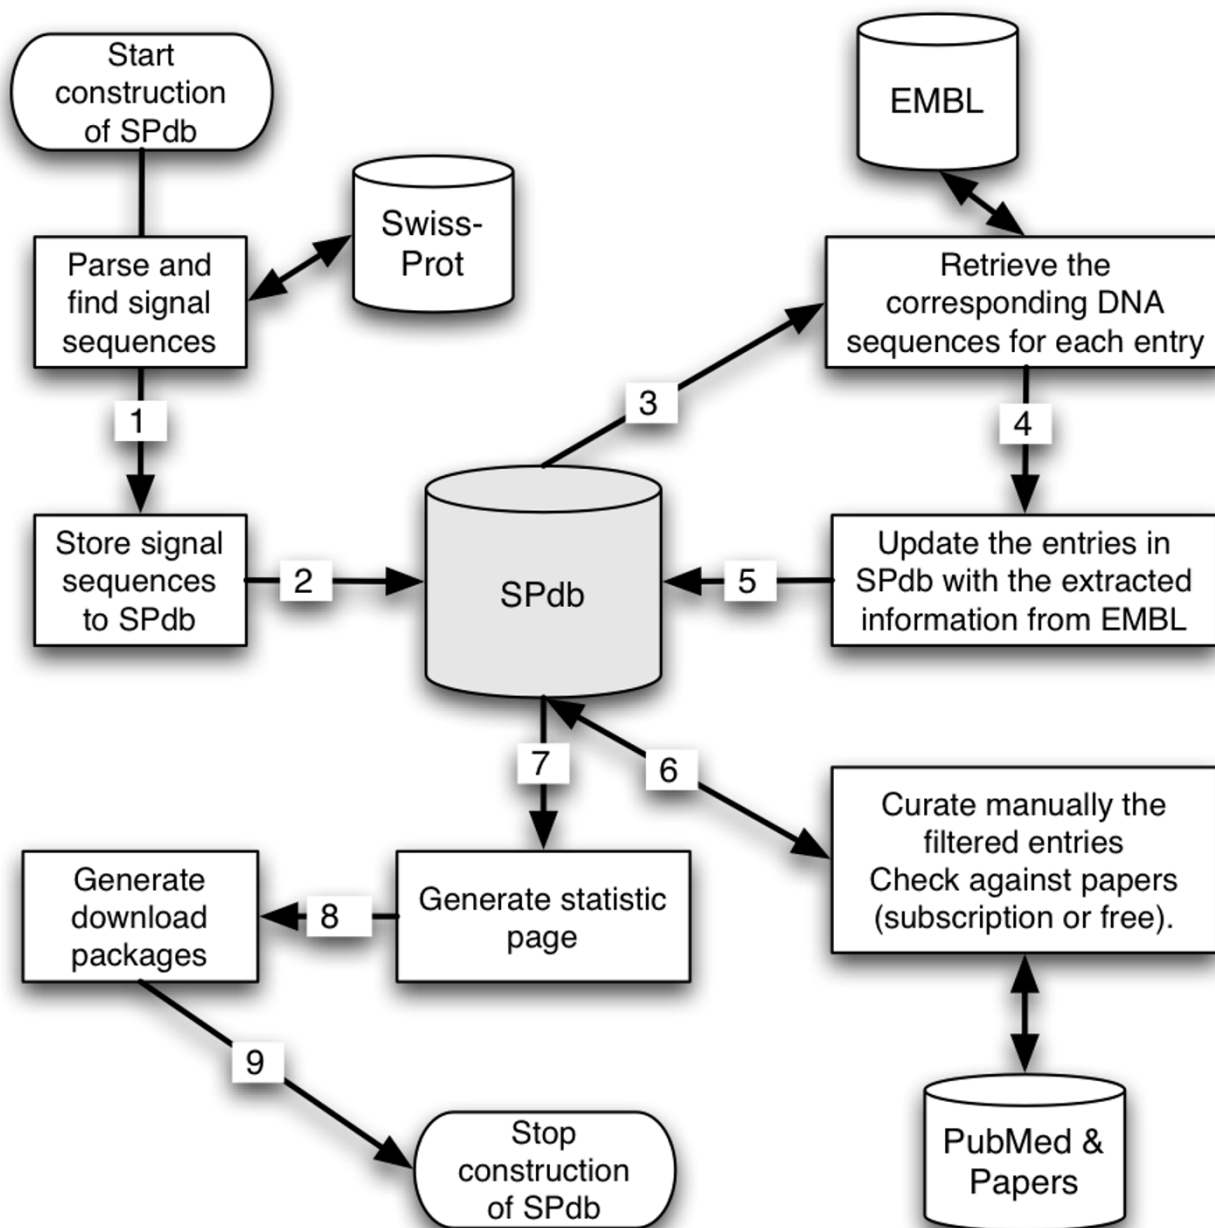 Start
construction
of SPdb
EMBL
Swiss-
Prot
Parse and
find signal
sequences
Retrieve the
corresponding DNA
sequences for each entry
1
3
4
Store signal
sequences
to SPdb
2
SPdb
5
Update the entries in
SPdb with the extracted
information from EMBL
7
6
Curate manually the
filtered entries
Check against papers
(subscription or free).
Generate
download
packages
8
Generate statistic
page
9
Stop
construction
of SPdb
PubMed &
Papers